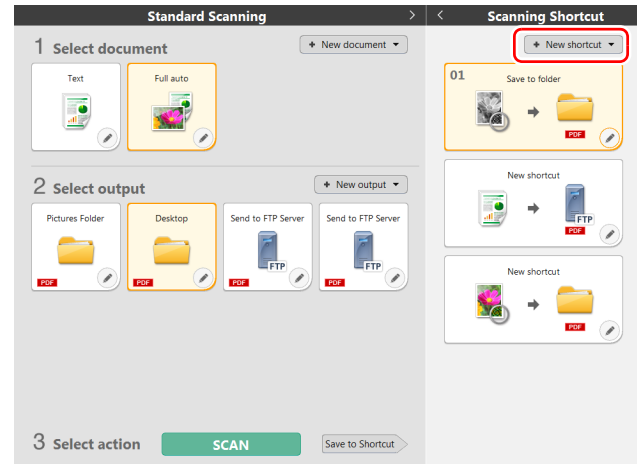 Standard Scanning >
1 Select document
+ New document ▼
Text
Full auto
2 Select output
+ New output ▼
Pictures Folder
PDF
Desktop
PDF
Send to FTP Server
FTP
PDF
Send to FTP Server
FTP
PDF
3 Select action
SCAN
Save to Shortcut
< Scanning Shortcut
+ New shortcut ▼
01 Save to folder
PDF
New shortcut
FTP
PDF
New shortcut
PDF